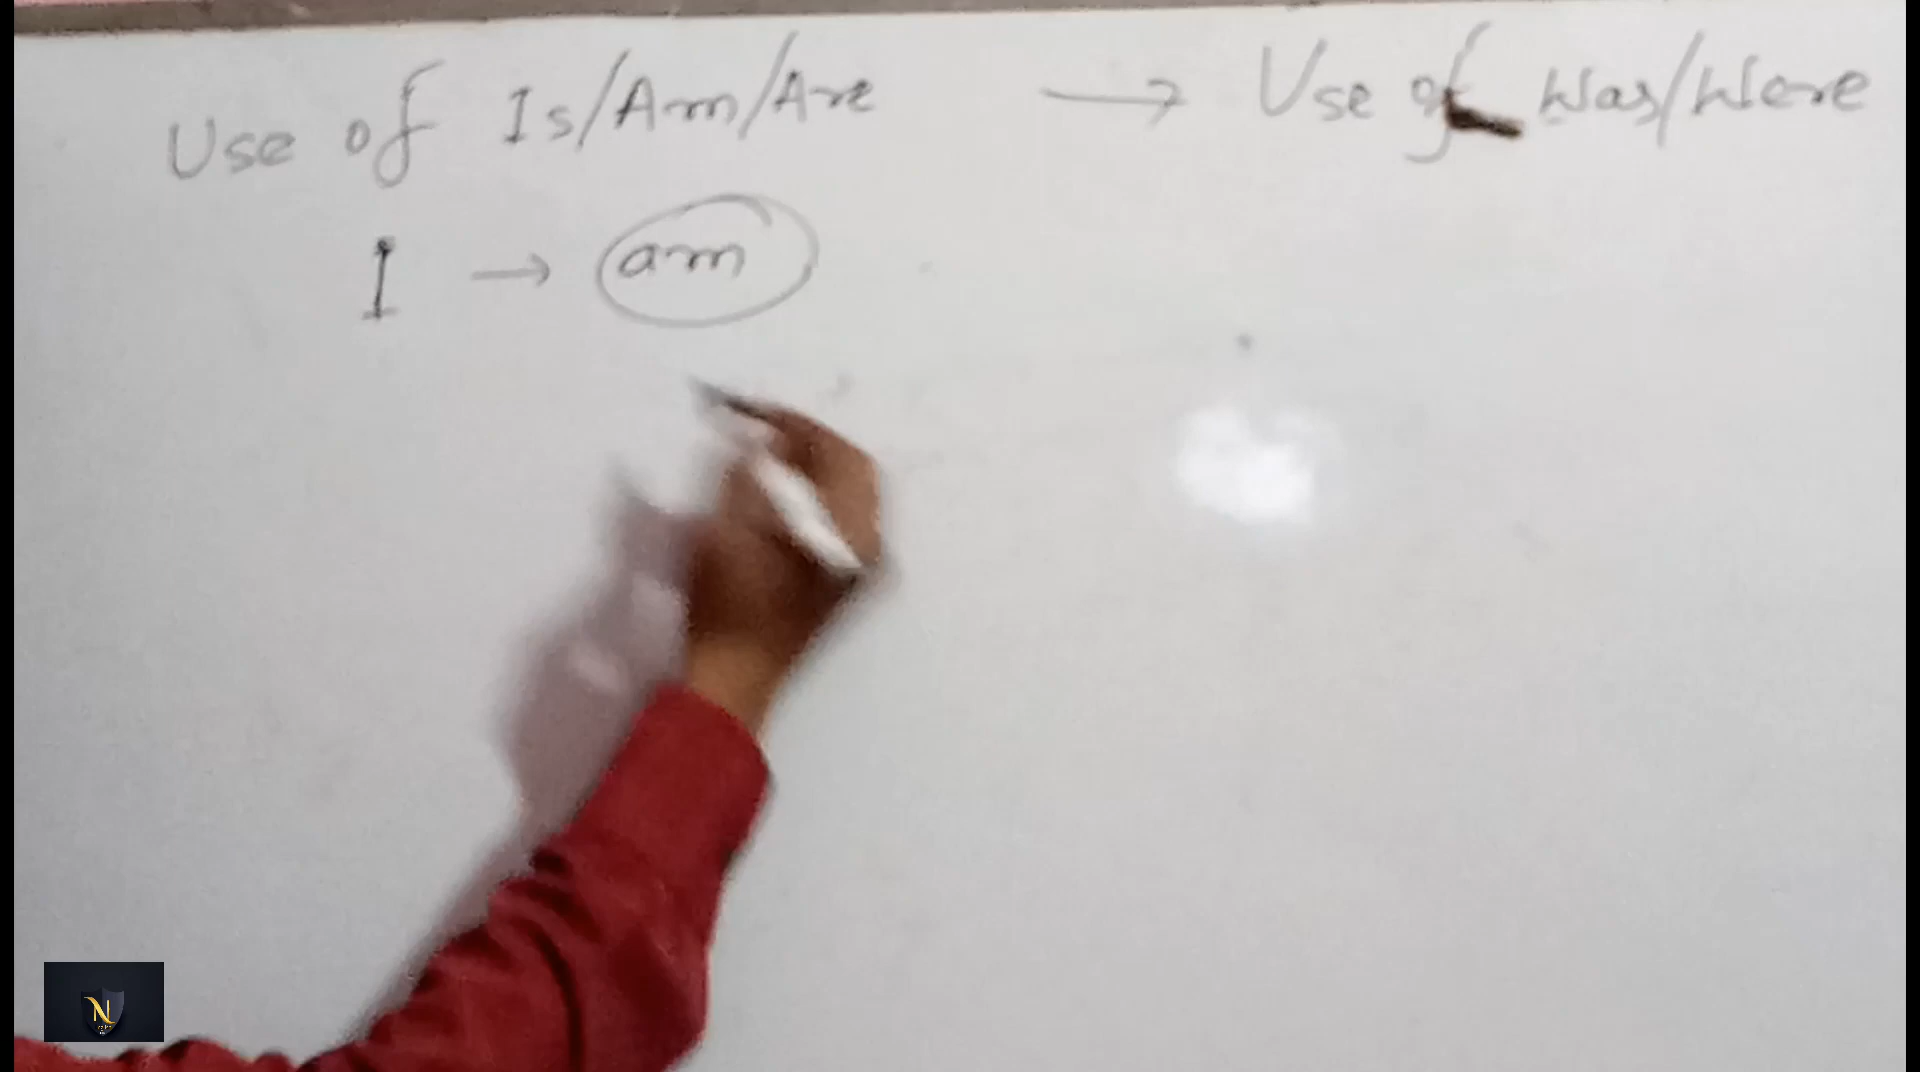 Use of Is/Am/Are → Use of Was/Were
I → am
N